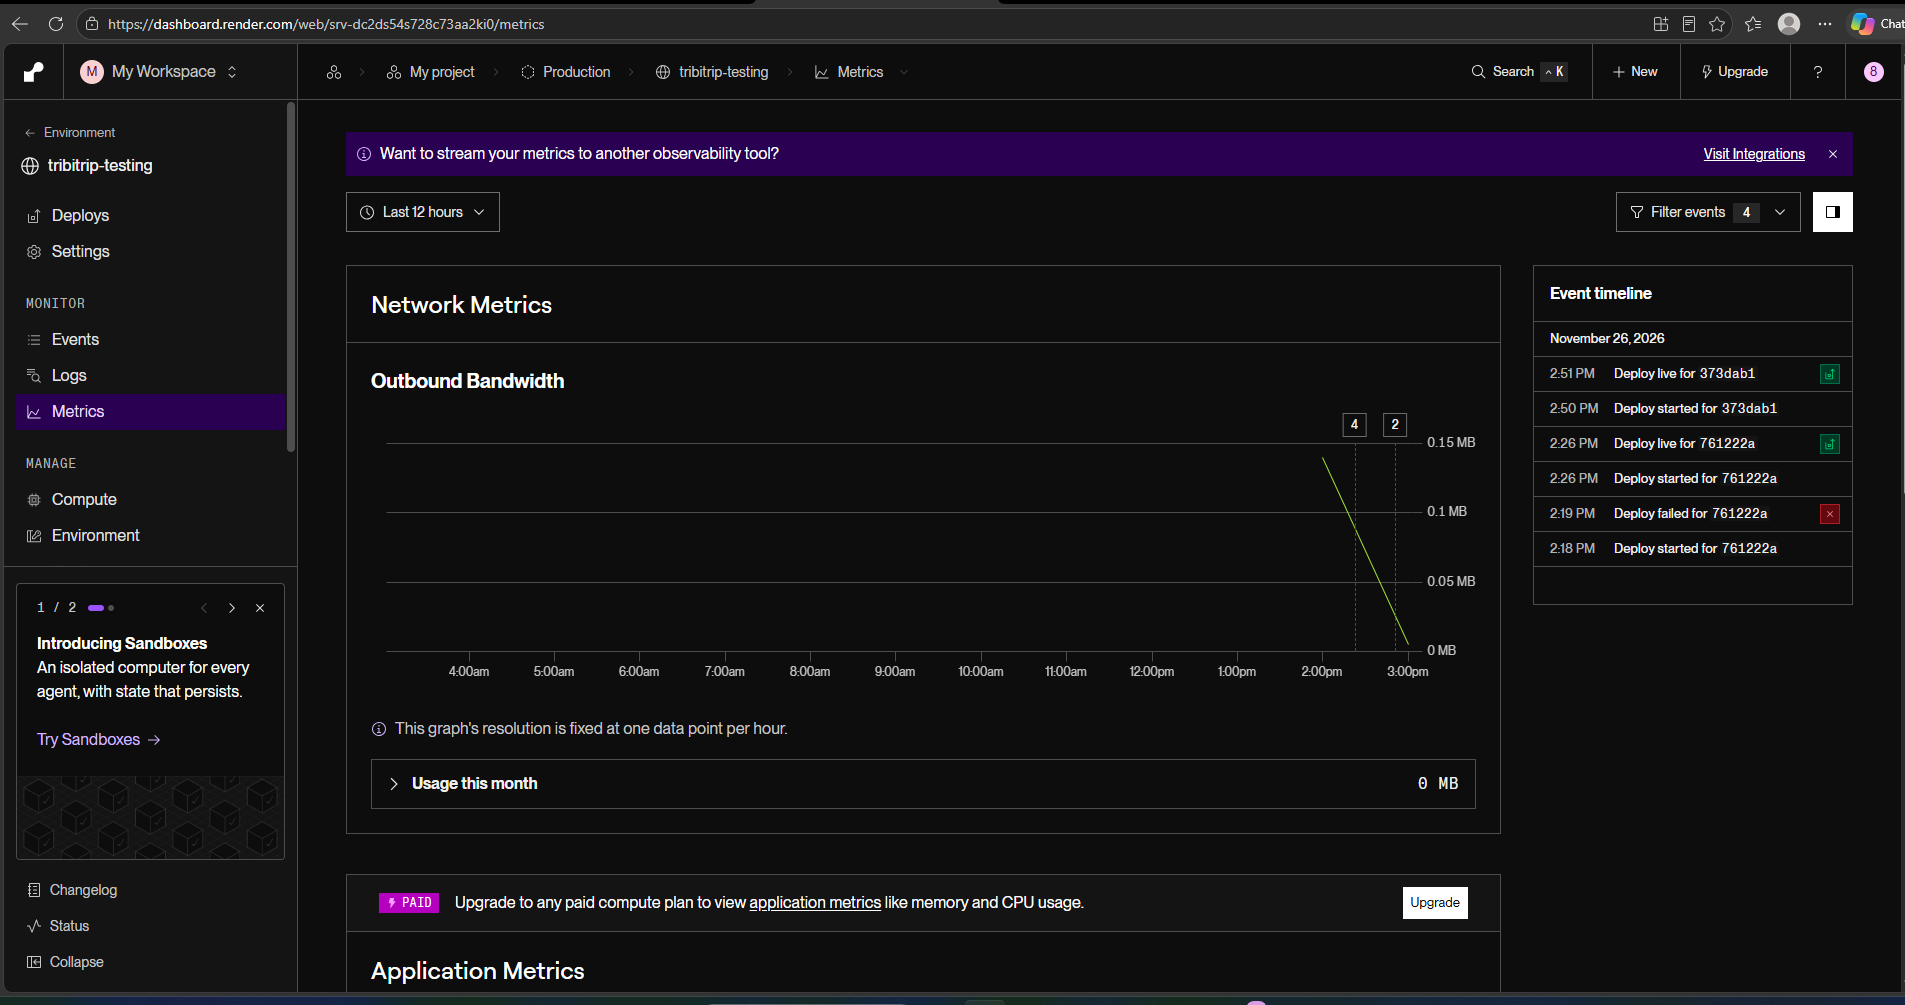 https://dashboard.render.com/web/srv-dc2ds54s728c73aa2ki0/metrics
Chat
M My Workspace
My project
Production
tribitrip-testing
Metrics
Search ^ K
+ New
Upgrade
?
8
Environment
tribitrip-testing
Deploys
Settings
MONITOR
Events
Logs
Metrics
MANAGE
Compute
Environment
1 / 2
Introducing Sandboxes
An isolated computer for every
agent, with state that persists.
Try Sandboxes →
Changelog
Status
Collapse
Want to stream your metrics to another observability tool?
Visit Integrations
Last 12 hours
Filter events 4
Network Metrics
Outbound Bandwidth
4 2
0.15 MB
0.1 MB
0.05 MB
0 MB
4:00am 5:00am 6:00am 7:00am 8:00am 9:00am 10:00am 11:00am 12:00pm 1:00pm 2:00pm 3:00pm
This graph's resolution is fixed at one data point per hour.
Usage this month 0 MB
PAID Upgrade to any paid compute plan to view application metrics like memory and CPU usage.
Upgrade
Application Metrics
Event timeline
November 26, 2026
2:51 PM Deploy live for 373dab1
2:50 PM Deploy started for 373dab1
2:26 PM Deploy live for 761222a
2:26 PM Deploy started for 761222a
2:19 PM Deploy failed for 761222a
2:18 PM Deploy started for 761222a